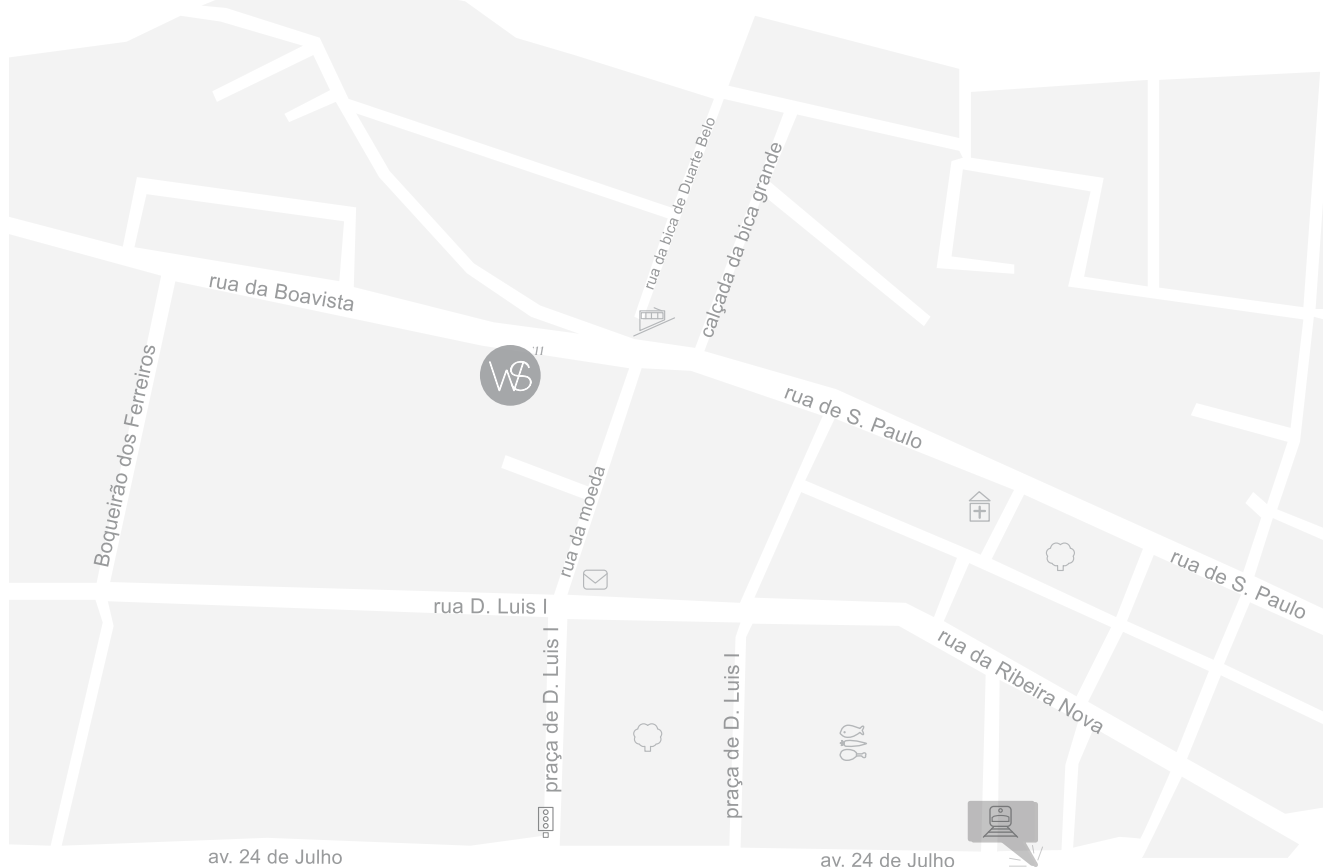 rua da bica de Duarte Belo
calçada da bica grande
rua da Boavista
WS
Boqueirão dos Ferreiros
rua de S. Paulo
rua da moeda
rua de S. Paulo
rua D. Luis I
praça de D. Luis I
praça de D. Luis I
rua da Ribeira Nova
av. 24 de Julho
av. 24 de Julho